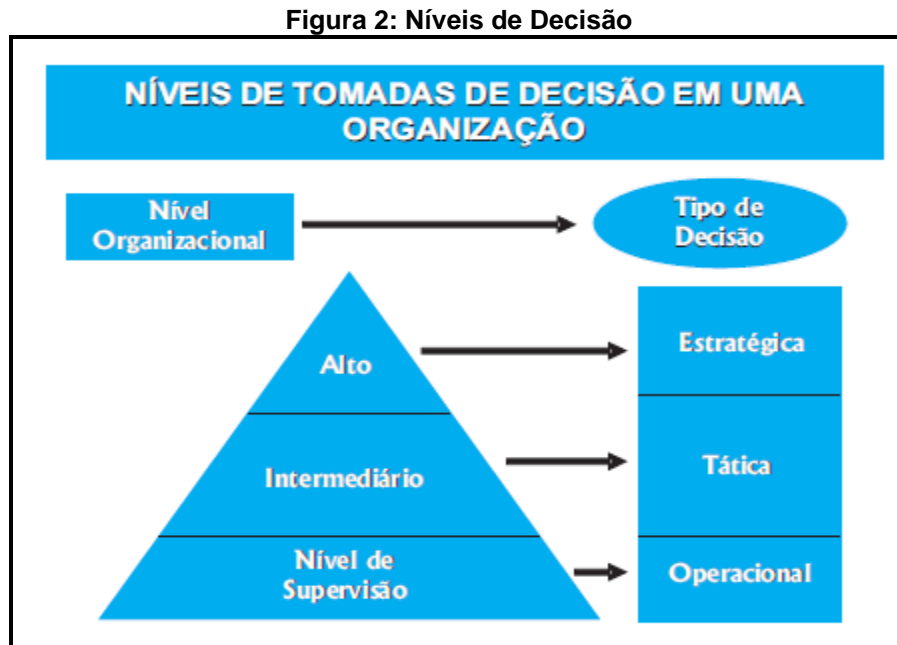 Figura 2: Níveis de Decisão
NÍVEIS DE TOMADAS DE DECISÃO EM UMA
ORGANIZAÇÃO
Nível
Organizacional
Tipo de
Decisão
Alto
Estratégica
Intermediário
Tática
Nível de
Supervisão
Operacional